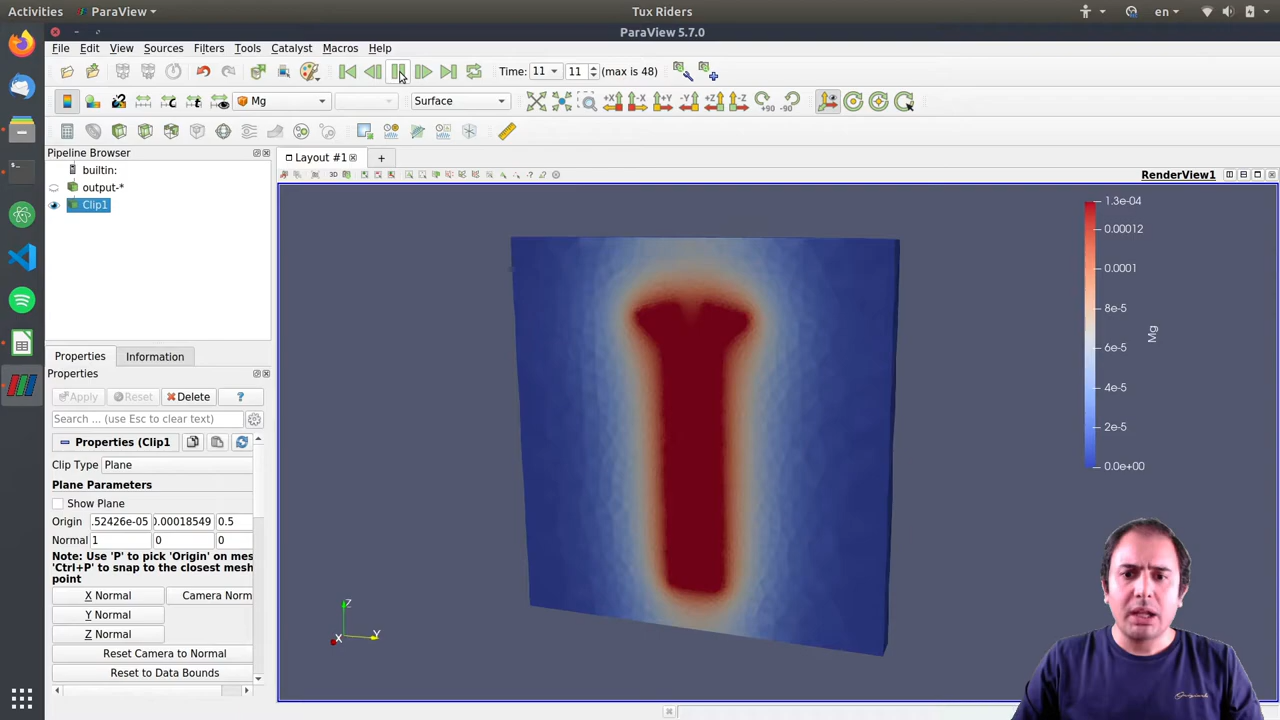 Activities ParaView Tux Riders en
ParaView 5.7.0
File Edit View Sources Filters Tools Catalyst Macros Help
Time: 11 11 (max is 48)
Mg Surface +X -X +Y -Y +Z -Z +90 -90
Pipeline Browser
Layout #1 +
builtin:
3D RenderView1
output-*
Clip1
1.3e-04
0.00012
0.0001
8e-5
6e-5
4e-5
2e-5
0.0e+00
Mg
Properties Information
Properties
Apply Reset Delete ?
Search ... (use Esc to clear text)
Properties (Clip1
Clip Type Plane
Plane Parameters
Show Plane
Origin .52426e-05 0.00018549 0.5
Normal 1 0 0
Note: Use 'P' to pick 'Origin' on mes
'Ctrl+P' to snap to the closest mesh
point
X Normal Camera Norm
Y Normal
Z Normal
Reset Camera to Normal
Reset to Data Bounds
Z
Y
X